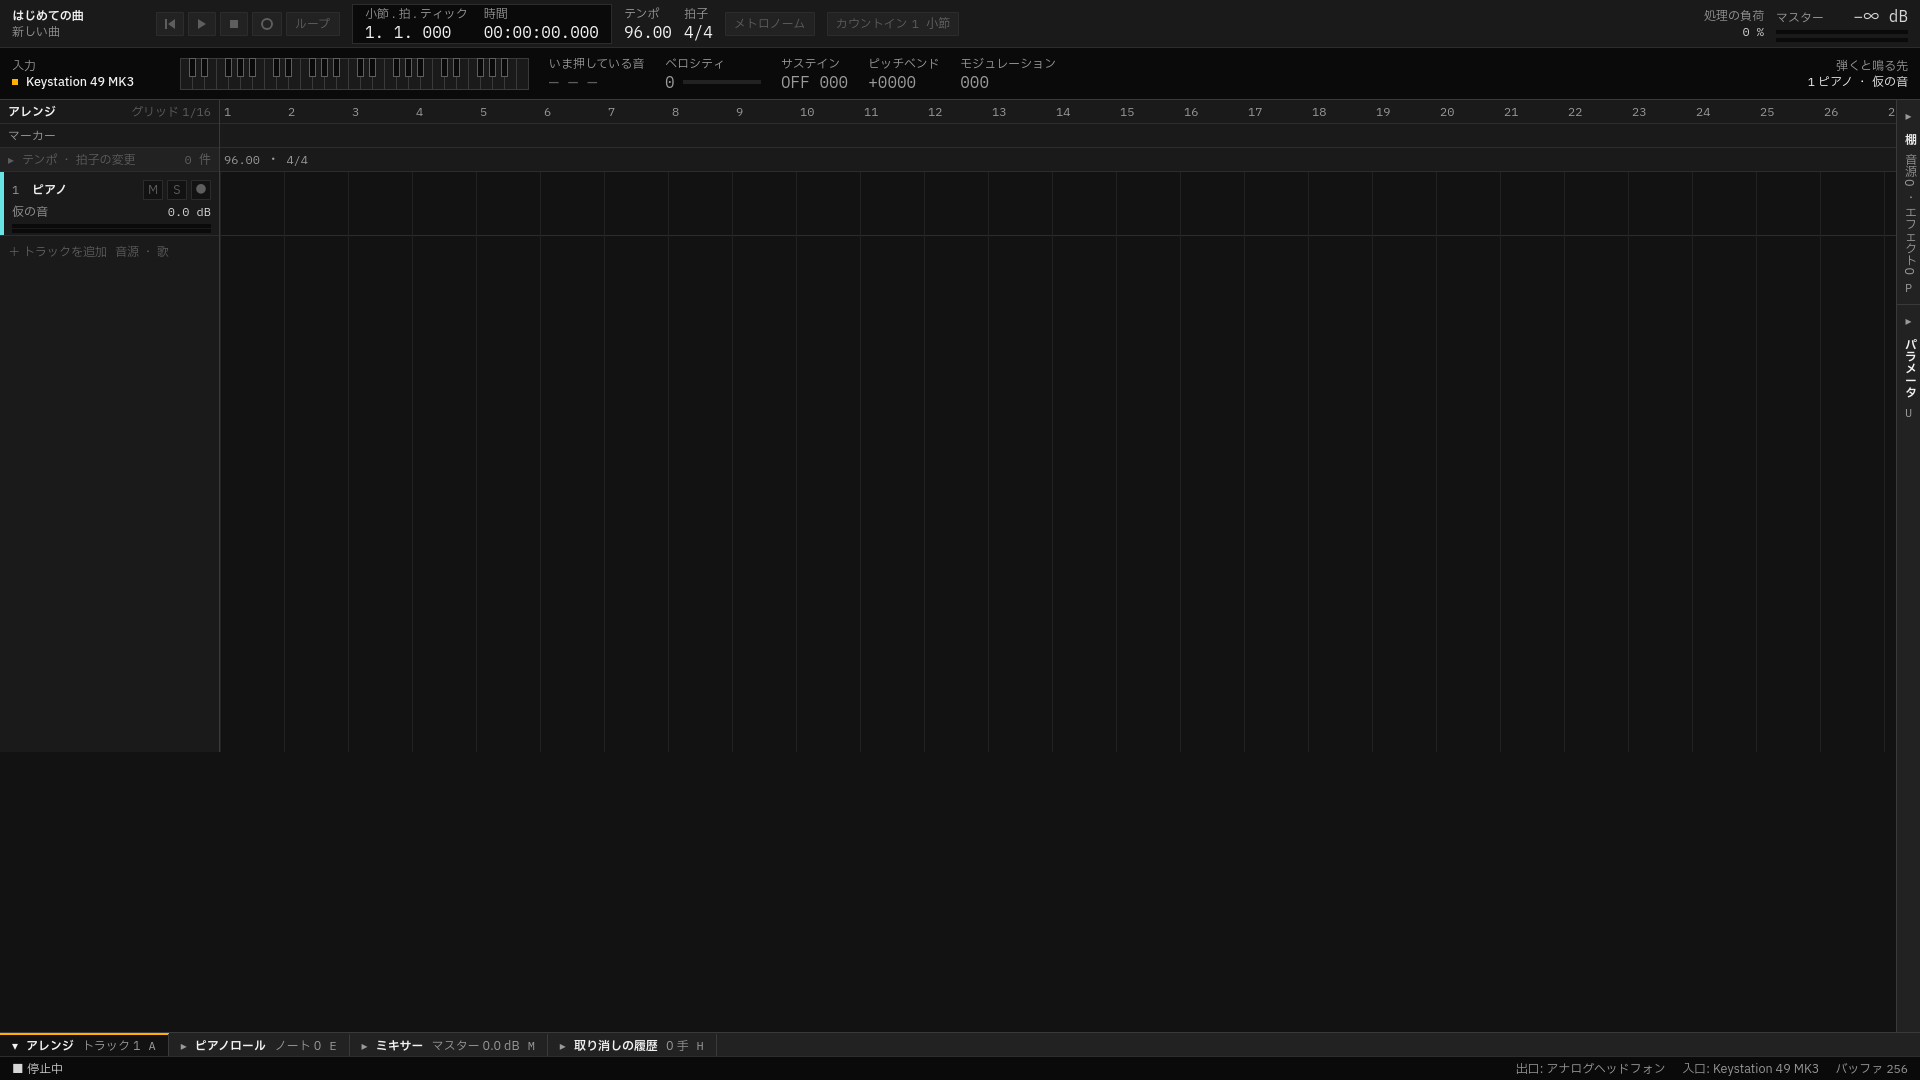 はじめての曲
新しい曲
ループ
小節 . 拍 . ティック 時間
1. 1. 000 00:00:00.000
テンポ 拍子
96.00 4/4
メトロノーム
カウントイン 1 小節
処理の負荷
0 %
マスター -∞ dB
入力
Keystation 49 MK3
いま押している音
— — —
ベロシティ
0
サステイン
OFF 000
ピッチベンド
+0000
モジュレーション
000
弾くと鳴る先
1 ピアノ · 仮の音
アレンジ グリッド 1/16
1 2 3 4 5 6 7 8 9 10 11 12 13 14 15 16 17 18 19 20 21 22 23 24 25 26 2
マーカー
▸ テンポ · 拍子の変更 0 件
96.00 · 4/4
1 ピアノ M S
仮の音 0.0 dB
+ トラックを追加 音源 · 歌
▸ 棚 音源 0 · エフェクト 0 P
▸ パラメータ U
▾ アレンジ トラック 1 A
▸ ピアノロール ノート 0 E
▸ ミキサー マスター 0.0 dB M
▸ 取り消しの履歴 0 手 H
■ 停止中
出口: アナログヘッドフォン 入口: Keystation 49 MK3 バッファ 256